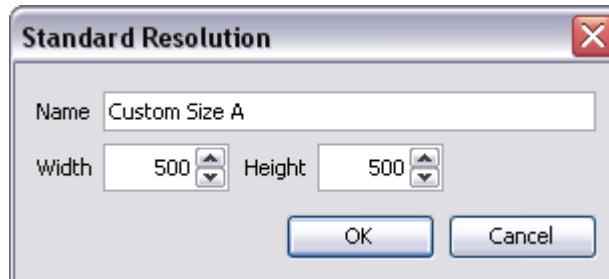 Standard Resolution
Name Custom Size A
Width 500 Height 500
OK Cancel